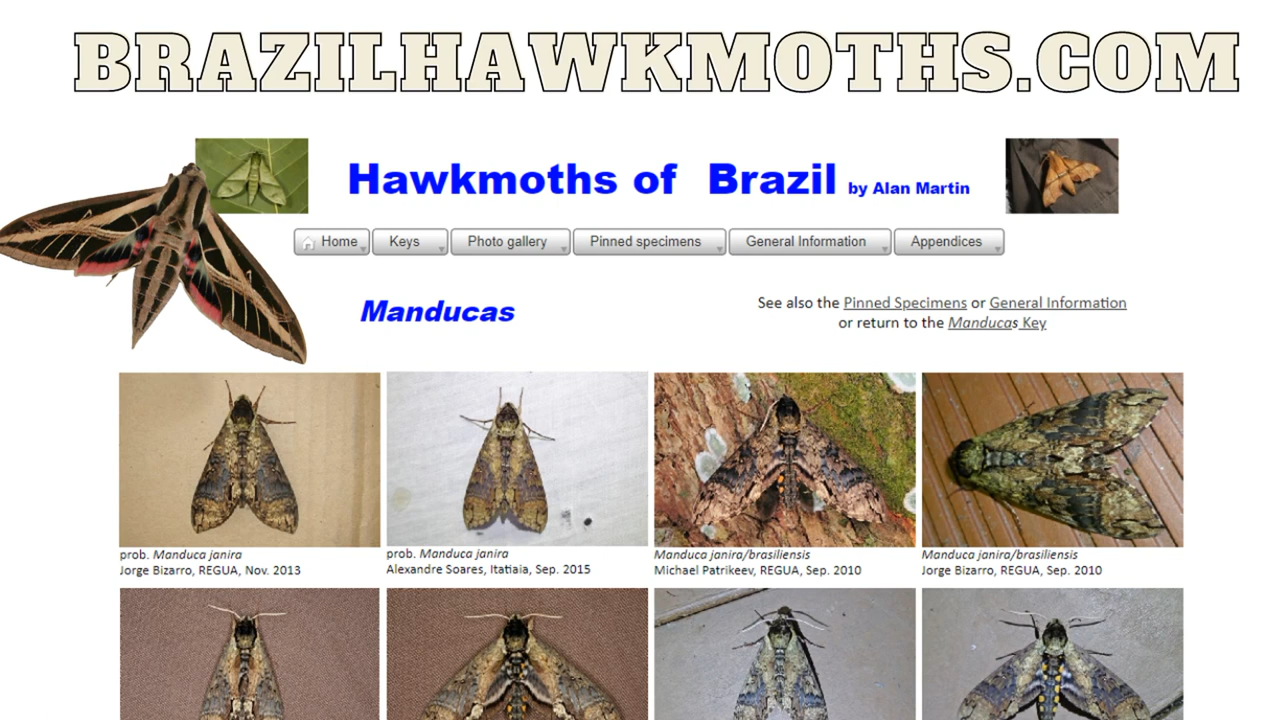 BRAZILHAWKMOTHS.COM
Hawkmoths of Brazil by Alan Martin
Home Keys Photo gallery Pinned specimens General Information Appendices
Manducas
See also the Pinned Specimens or General Information
or return to the Manducas Key
prob. Manduca janira
Jorge Bizarro, REGUA, Nov. 2013
prob. Manduca janira
Alexandre Soares, Itatiaia, Sep. 2015
Manduca janira/brasiliensis
Michael Patrikeev, REGUA, Sep. 2010
Manduca janira/brasiliensis
Jorge Bizarro, REGUA, Sep. 2010